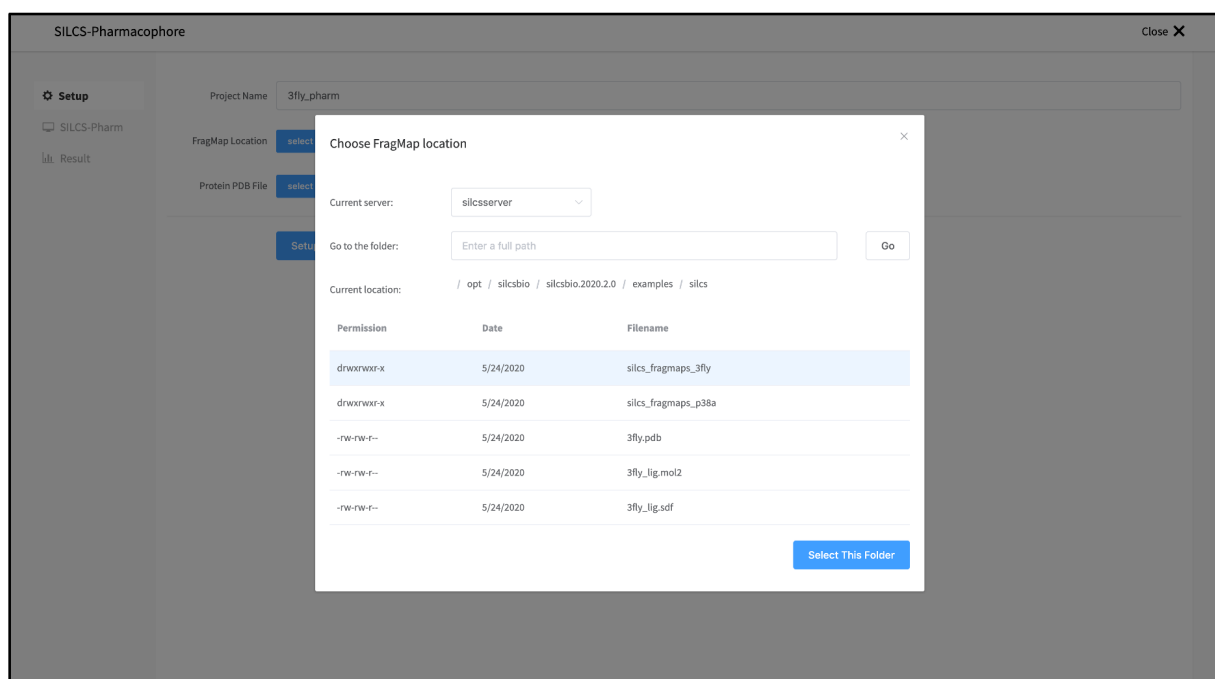 SILCS-Pharmacophore
Close
Setup
SILCS-Pharm
Result
Project Name
3fly_pharm
FragMap Location
select
Protein PDB File
select
Setu
Choose FragMap location
Current server:
silcsserver
Go to the folder:
Enter a full path
Go
Current location:
/ opt / silcsbio / silcsbio.2020.2.0 / examples / silcs
Permission Date Filename
drwxrwxr-x 5/24/2020 silcs_fragmaps_3fly
drwxrwxr-x 5/24/2020 silcs_fragmaps_p38a
-rw-rw-r-- 5/24/2020 3fly.pdb
-rw-rw-r-- 5/24/2020 3fly_lig.mol2
-rw-rw-r-- 5/24/2020 3fly_lig.sdf
Select This Folder